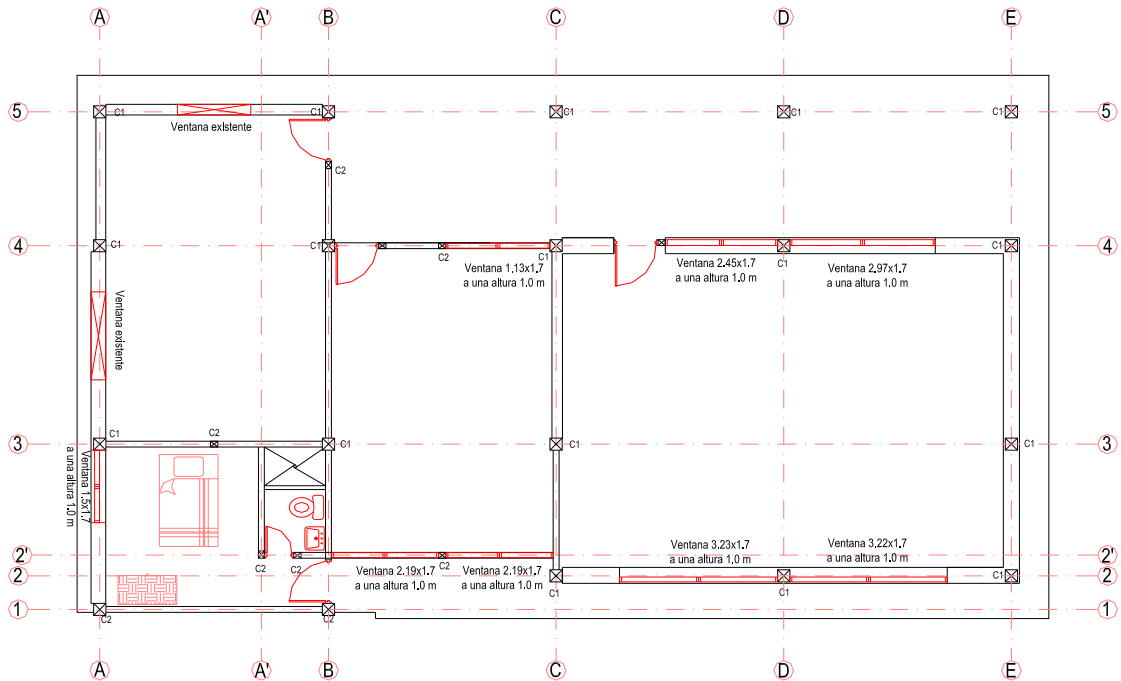 A A' B C D E
5 C1 C1 C1 C1 C1 5
Ventana existente
C2
4 C1 C1 C2 C1 C1 C1 4
Ventana 1,13x1.7
a una altura 1.0 m
Ventana 2.45x1.7
a una altura 1.0 m
Ventana 2,97x1.7
a una altura 1.0 m
Ventana existente
3 C1 C2 C1 C1 C1 3
Ventana 1.5x1.7
a una altura 1.0 m
Ventana 3.23x1.7
a una altura 1.0 m
Ventana 3,22x1.7
a una altura 1.0 m
2' C2 C2 C2 2'
Ventana 2.19x1.7
a una altura 1.0 m
Ventana 2.19x1.7
a una altura 1.0 m
2 C1 C1 C1 2
1 C2 C2 1
A A' B C D E